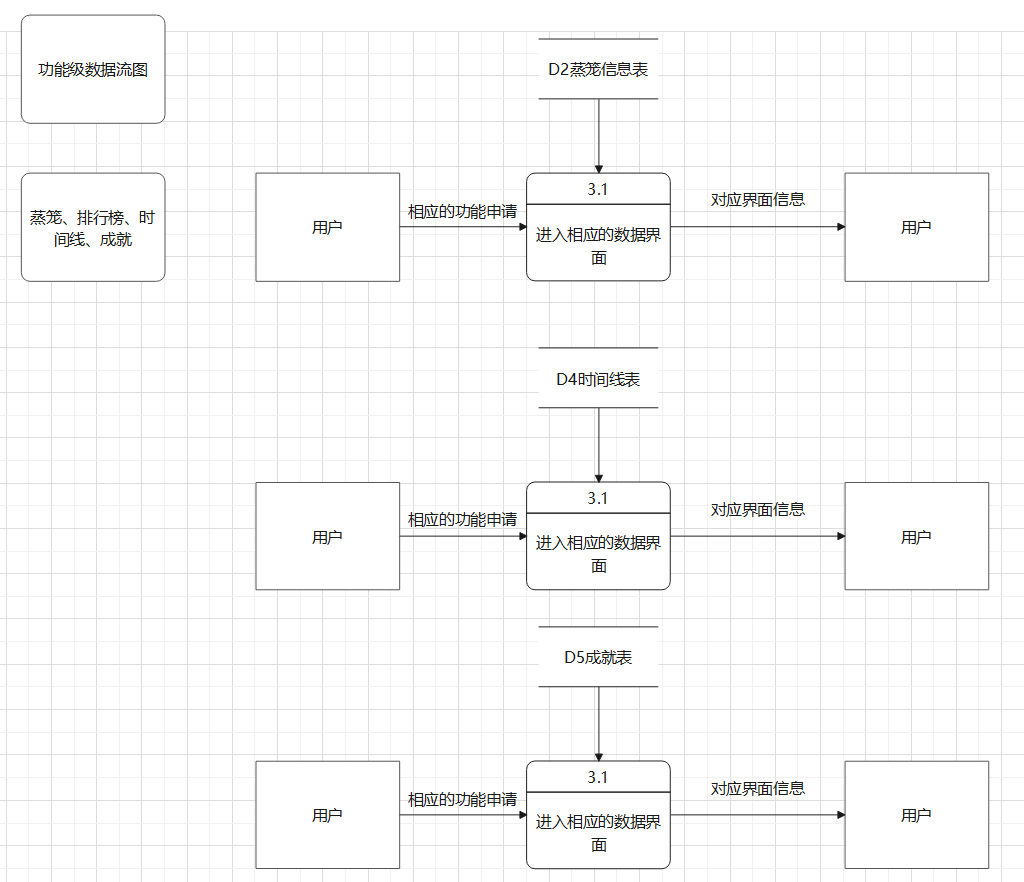 功能级数据流图
D2蒸笼信息表
蒸笼、排行榜、时
间线、成就
用户
相应的功能申请
3.1
进入相应的数据界
面
对应界面信息
用户
D4时间线表
用户
相应的功能申请
3.1
进入相应的数据界
面
对应界面信息
用户
D5成就表
用户
相应的功能申请
3.1
进入相应的数据界
面
对应界面信息
用户